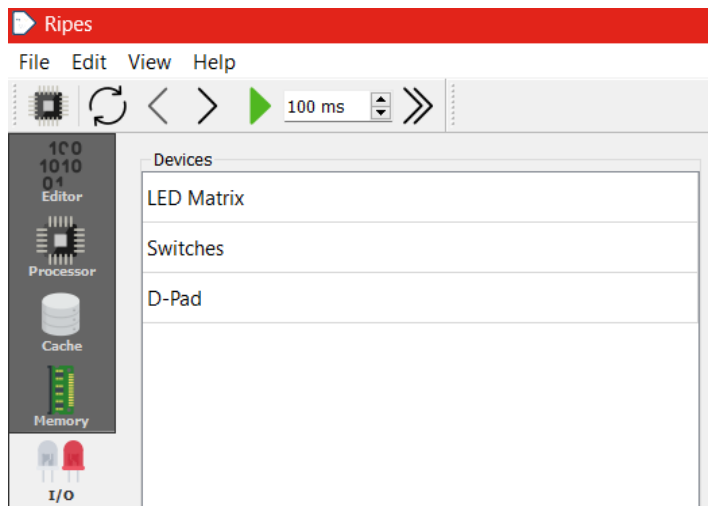 Ripes
File Edit View Help
100 ms
Devices
Editor
LED Matrix
Switches
Processor
D-Pad
Cache
Memory
I/O